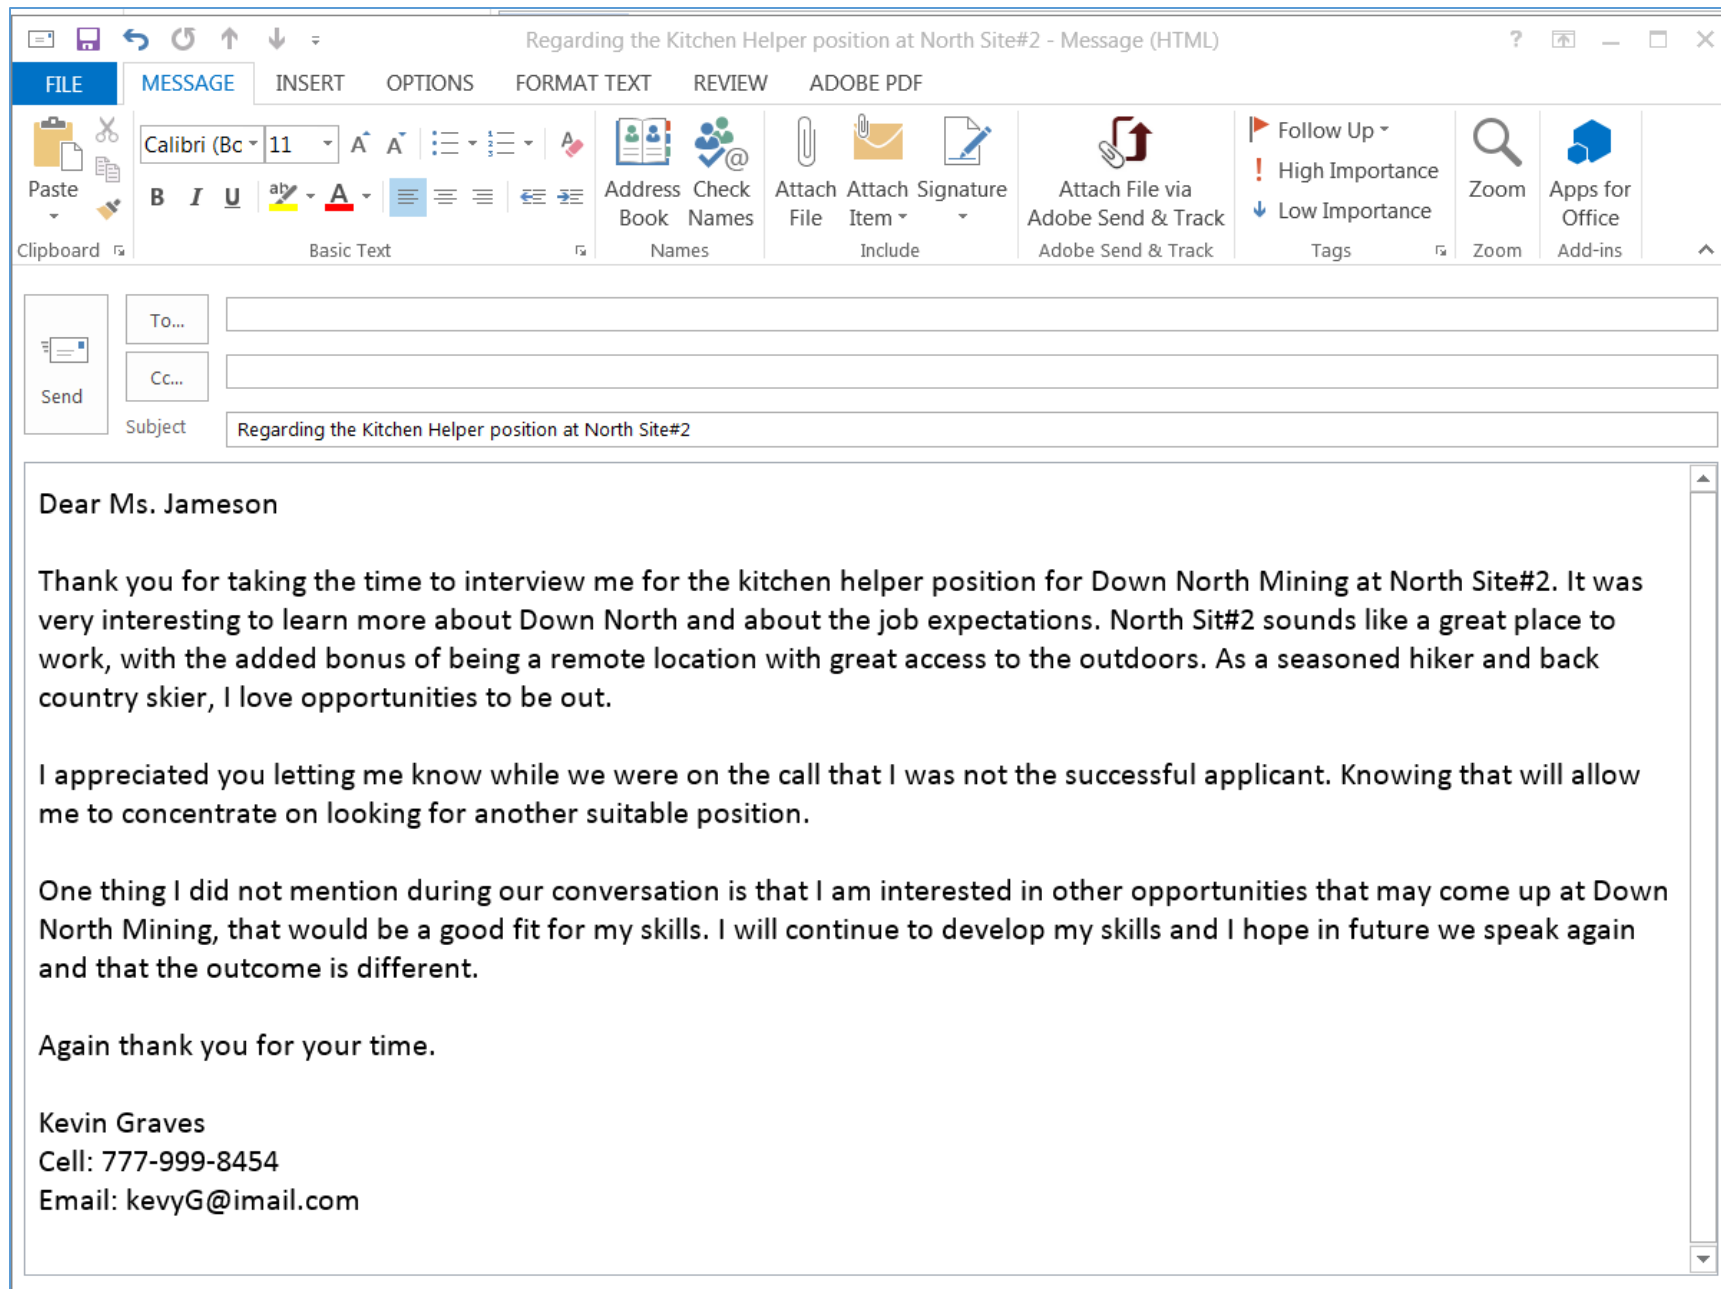 Regarding the Kitchen Helper position at North Site#2 - Message (HTML)
FILE MESSAGE INSERT OPTIONS FORMAT TEXT REVIEW ADOBE PDF
Paste
Clipboard
Calibri (Bo 11
B I U
Basic Text
Address Book
Check Names
Names
Attach File
Attach Item
Signature
Include
Attach File via
Adobe Send & Track
Adobe Send & Track
Follow Up
High Importance
Low Importance
Tags
Zoom
Zoom
Apps for
Office
Add-ins
Send
To...
Cc...
Subject Regarding the Kitchen Helper position at North Site#2
Dear Ms. Jameson
Thank you for taking the time to interview me for the kitchen helper position for Down North Mining at North Site#2. It was
very interesting to learn more about Down North and about the job expectations. North Sit#2 sounds like a great place to
work, with the added bonus of being a remote location with great access to the outdoors. As a seasoned hiker and back
country skier, I love opportunities to be out.
I appreciated you letting me know while we were on the call that I was not the successful applicant. Knowing that will allow
me to concentrate on looking for another suitable position.
One thing I did not mention during our conversation is that I am interested in other opportunities that may come up at Down
North Mining, that would be a good fit for my skills. I will continue to develop my skills and I hope in future we speak again
and that the outcome is different.
Again thank you for your time.
Kevin Graves
Cell: 777-999-8454
Email: kevyG@imail.com